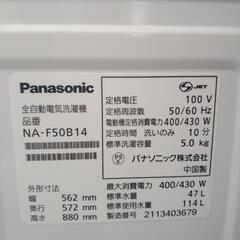 Panasonic
全自動電気洗濯機
品番
NA-F50B14
外形寸法
幅 562 mm
奥行 572 mm
高さ 880 mm
JET
定格電圧 100 V
定格周波数 50/60 Hz
電動機定格消費電力 400/430 W
定格時間 洗いのみ 10 分
標準洗濯容量 5.0 kg
PS E パナソニック株式会社
中国製
最大消費電力 400/430 W
標準水量 47 L
標準使用水量 114 L
製造番号 2113403679